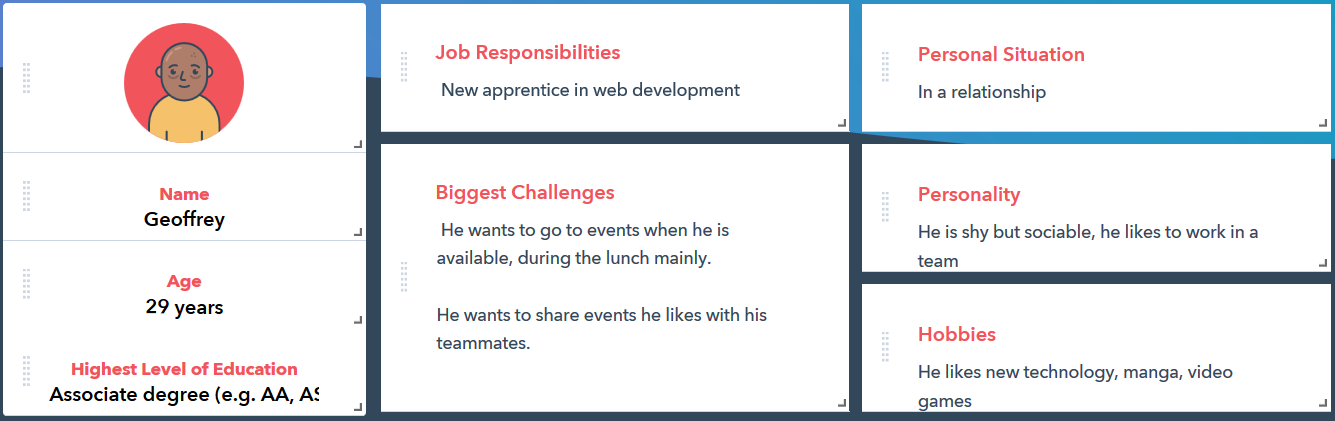 Name
Geoffrey
Age
29 years
Highest Level of Education
Associate degree (e.g. AA, AS
Job Responsibilities
New apprentice in web development
Biggest Challenges
He wants to go to events when he is
available, during the lunch mainly.
He wants to share events he likes with his
teammates.
Personal Situation
In a relationship
Personality
He is shy but sociable, he likes to work in a
team
Hobbies
He likes new technology, manga, video
games